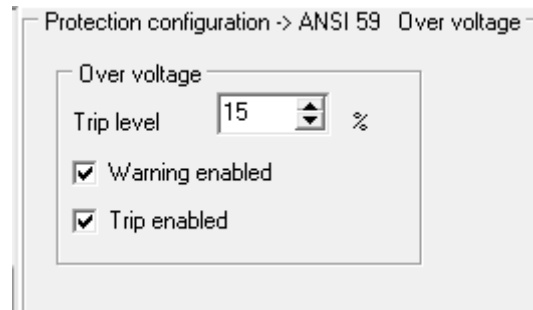 Protection configuration -> ANSI 59 Over voltage
Over voltage
Trip level 15 %
Warning enabled
Trip enabled